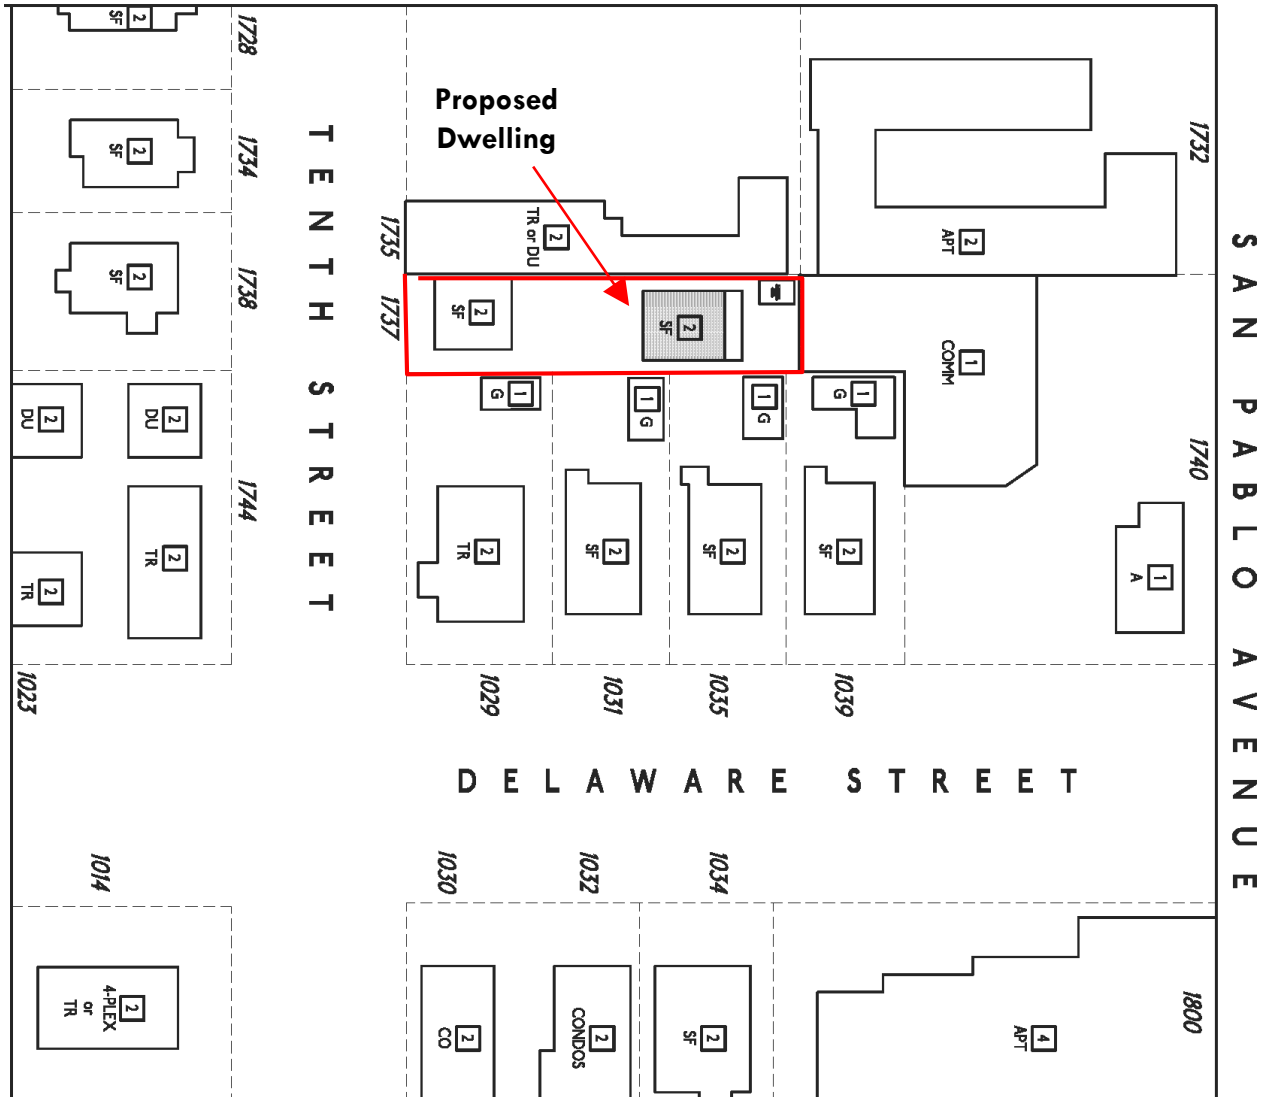 Proposed
Dwelling
2
SF
1728
2
SF
1734
2
SF
1738
2
DU
2
DU
1744
2
TR
2
TR
1023
TENTH STREET
1735
2
TR or DU
1737
2
SF
2
SF
2
APT
1732
1
COMM
1740
1
G
1
G
1
G
1
G
2
TR
2
SF
2
SF
2
SF
1
A
1029
1031
1035
1039
SAN PABLO AVENUE
DELAWARE STREET
1014
1030
1032
1034
2
4-PLEX
or
TR
2
CO
2
CONDOS
2
SF
4
APT
1800